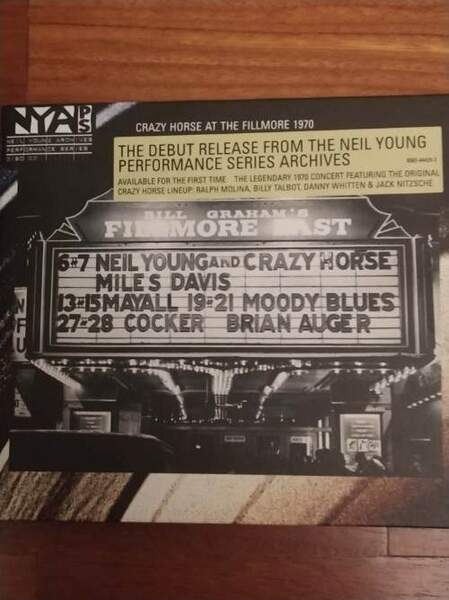 NYA PS
NEIL YOUNG ARCHIVES
PERFORMANCE SERIES
CRAZY HORSE AT THE FILLMORE 1970
THE DEBUT RELEASE FROM THE NEIL YOUNG
PERFORMANCE SERIES ARCHIVES
AVAILABLE FOR THE FIRST TIME THE LEGENDARY 1970 CONCERT FEATURING THE ORIGINAL
CRAZY HORSE LINEUP: RALPH MOLINA, BILLY TALBOT, DANNY WHITTEN & JACK NITZSCHE
BILL GRAHAM'S
FILLMORE EAST
6#7 NEIL YOUNG AND CRAZY HORSE
MILES DAVIS
13#15 MAYALL 19#21 MOODY BLUES
27-28 COCKER BRIAN AUGER
N
F
U